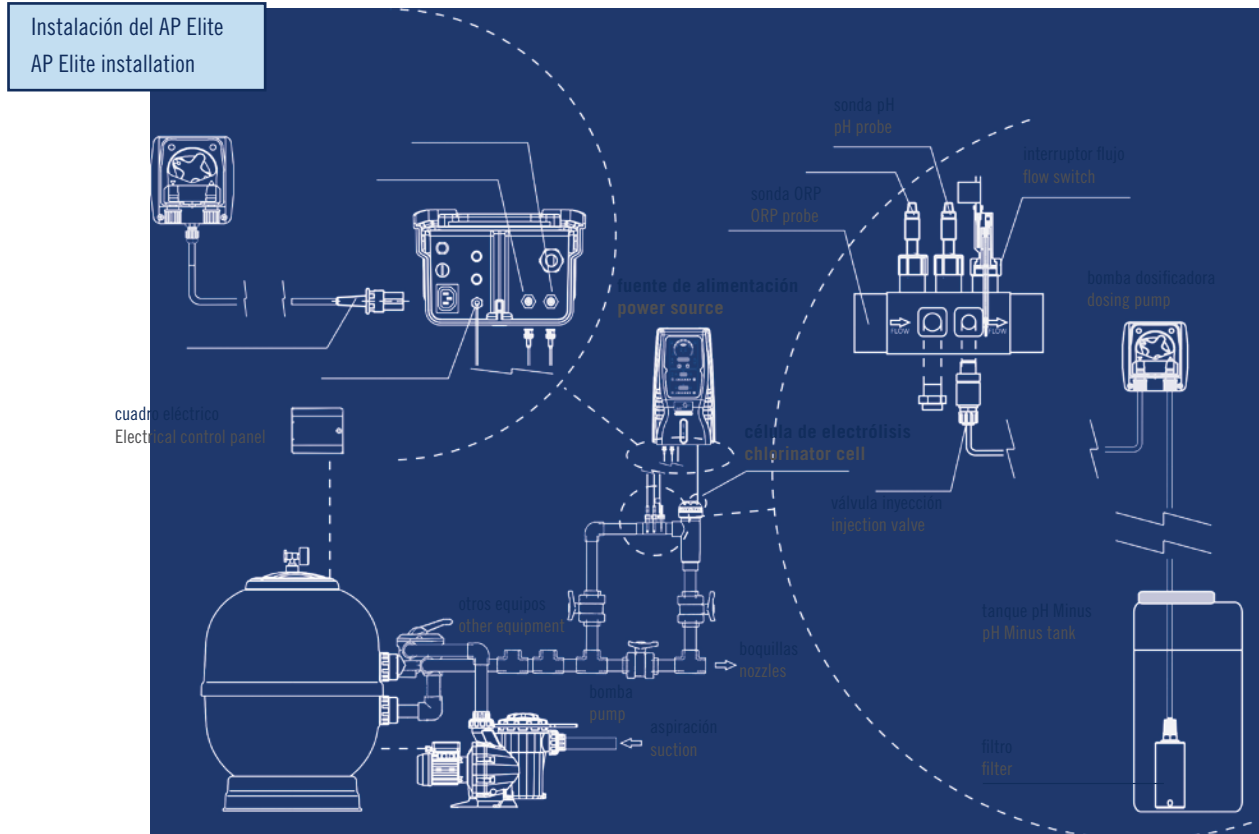 Instalación del AP Elite
AP Elite installation
sonda pH
pH probe
interruptor flujo
flow switch
sonda ORP
ORP probe
bomba dosificadora
dosing pump
fuente de alimentación
power source
FLOW
FLOW
cuadro eléctrico
Electrical control panel
célula de electrólisis
chlorinator cell
válvula inyección
injection valve
otros equipos
other equipment
tanque pH Minus
pH Minus tank
boquillas
nozzles
bomba
pump
aspiración
suction
filtro
filter